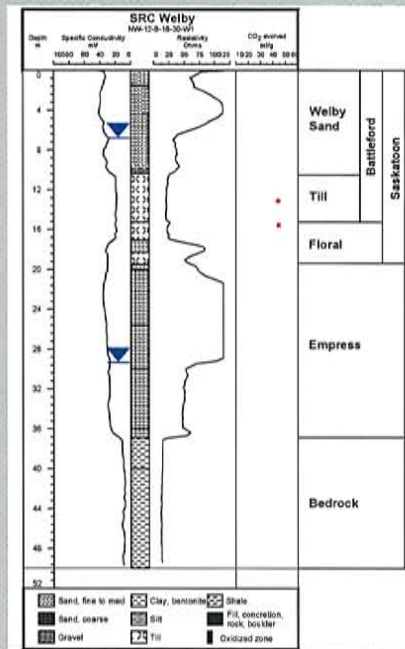 SRC Welby
NW-12-8-16-30-W1
Depth Specific Conductivity Resistivity CO2 evolved
m mV Ohms ml/g
0
4
8
12
16
20
24
28
32
36
40
44
48
52
Welby
Sand
Till
Floral
Empress
Bedrock
Battleford
Saskatoon
Sand, fine to med Clay, bentonite Shale
Sand, coarse Silt Fill, concretion,
rock, boulder
Gravel Till Oxidized zone